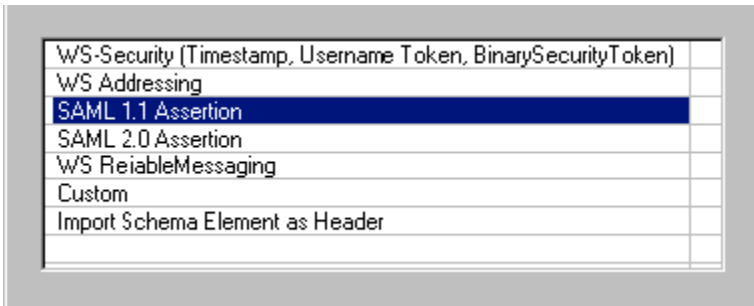 WS-Security (Timestamp, Username Token, BinarySecurityToken)
WS Addressing
SAML 1.1 Assertion
SAML 2.0 Assertion
WS ReiableMessaging
Custom
Import Schema Element as Header